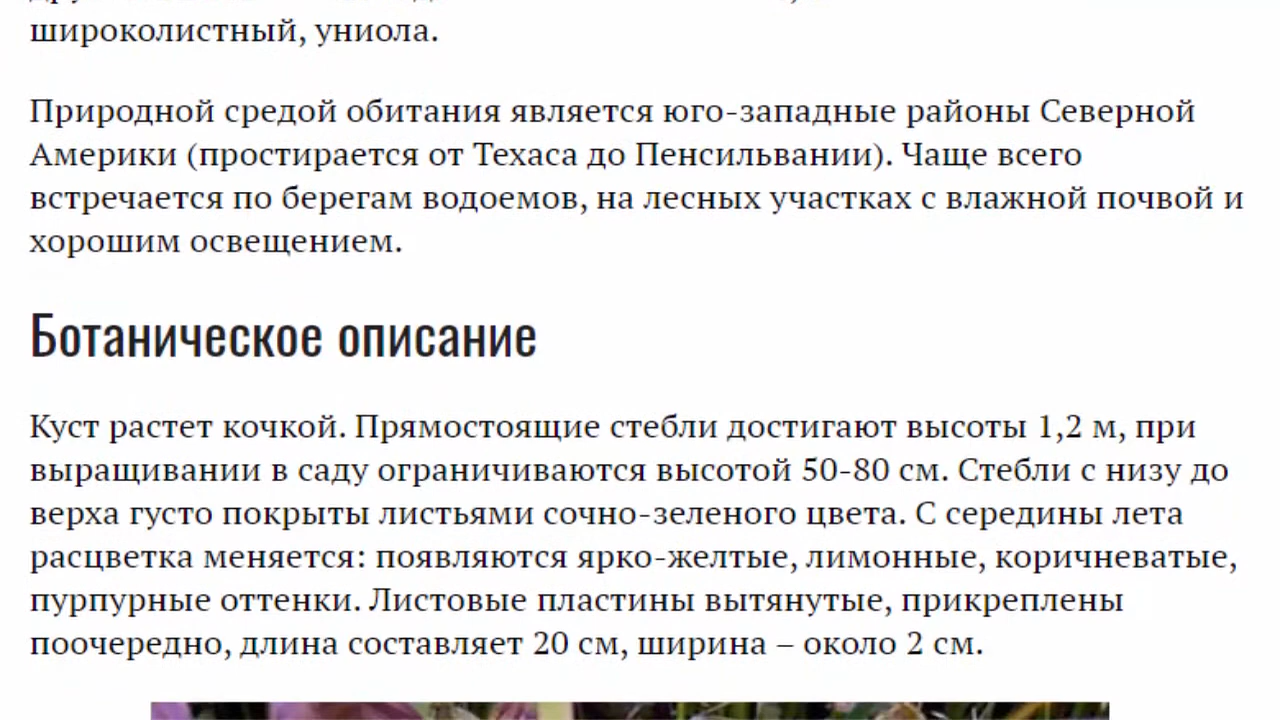 широколистный, униола.
Природной средой обитания является юго-западные районы Северной
Америки (простирается от Техаса до Пенсильвании). Чаще всего
встречается по берегам водоемов, на лесных участках с влажной почвой и
хорошим освещением.
Ботаническое описание
Куст растет кочкой. Прямостоящие стебли достигают высоты 1,2 м, при
выращивании в саду ограничиваются высотой 50-80 см. Стебли с низу до
верха густо покрыты листьями сочно-зеленого цвета. С середины лета
расцветка меняется: появляются ярко-желтые, лимонные, коричневатые,
пурпурные оттенки. Листовые пластины вытянутые, прикреплены
поочередно, длина составляет 20 см, ширина – около 2 см.